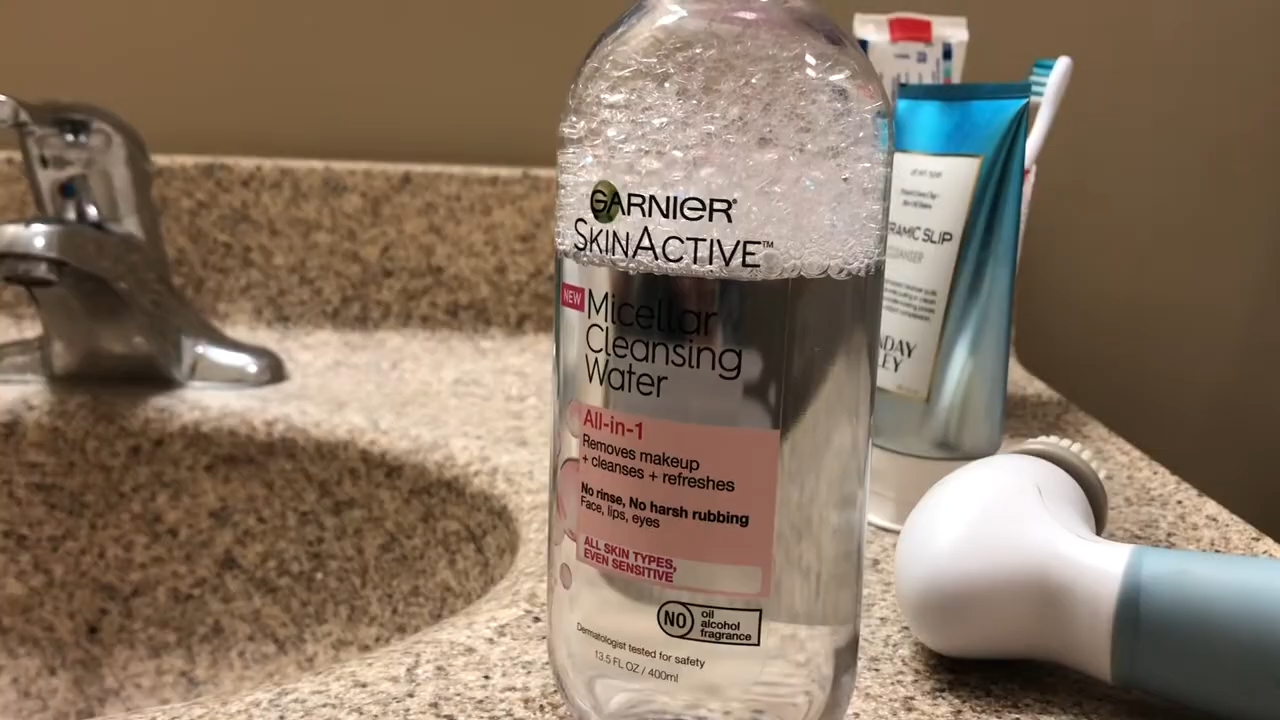 GARNIER®
SKINACTIVE™
NEW
Micellar
Cleansing
Water
All-in-1
Removes makeup
+ cleanses + refreshes
No rinse, No harsh rubbing
Face, lips, eyes
ALL SKIN TYPES,
EVEN SENSITIVE
NO
oil
alcohol
fragrance
Dermatologist tested for safety
13.5 FL OZ / 400ml
RAMIC SLIP
DAY
EY